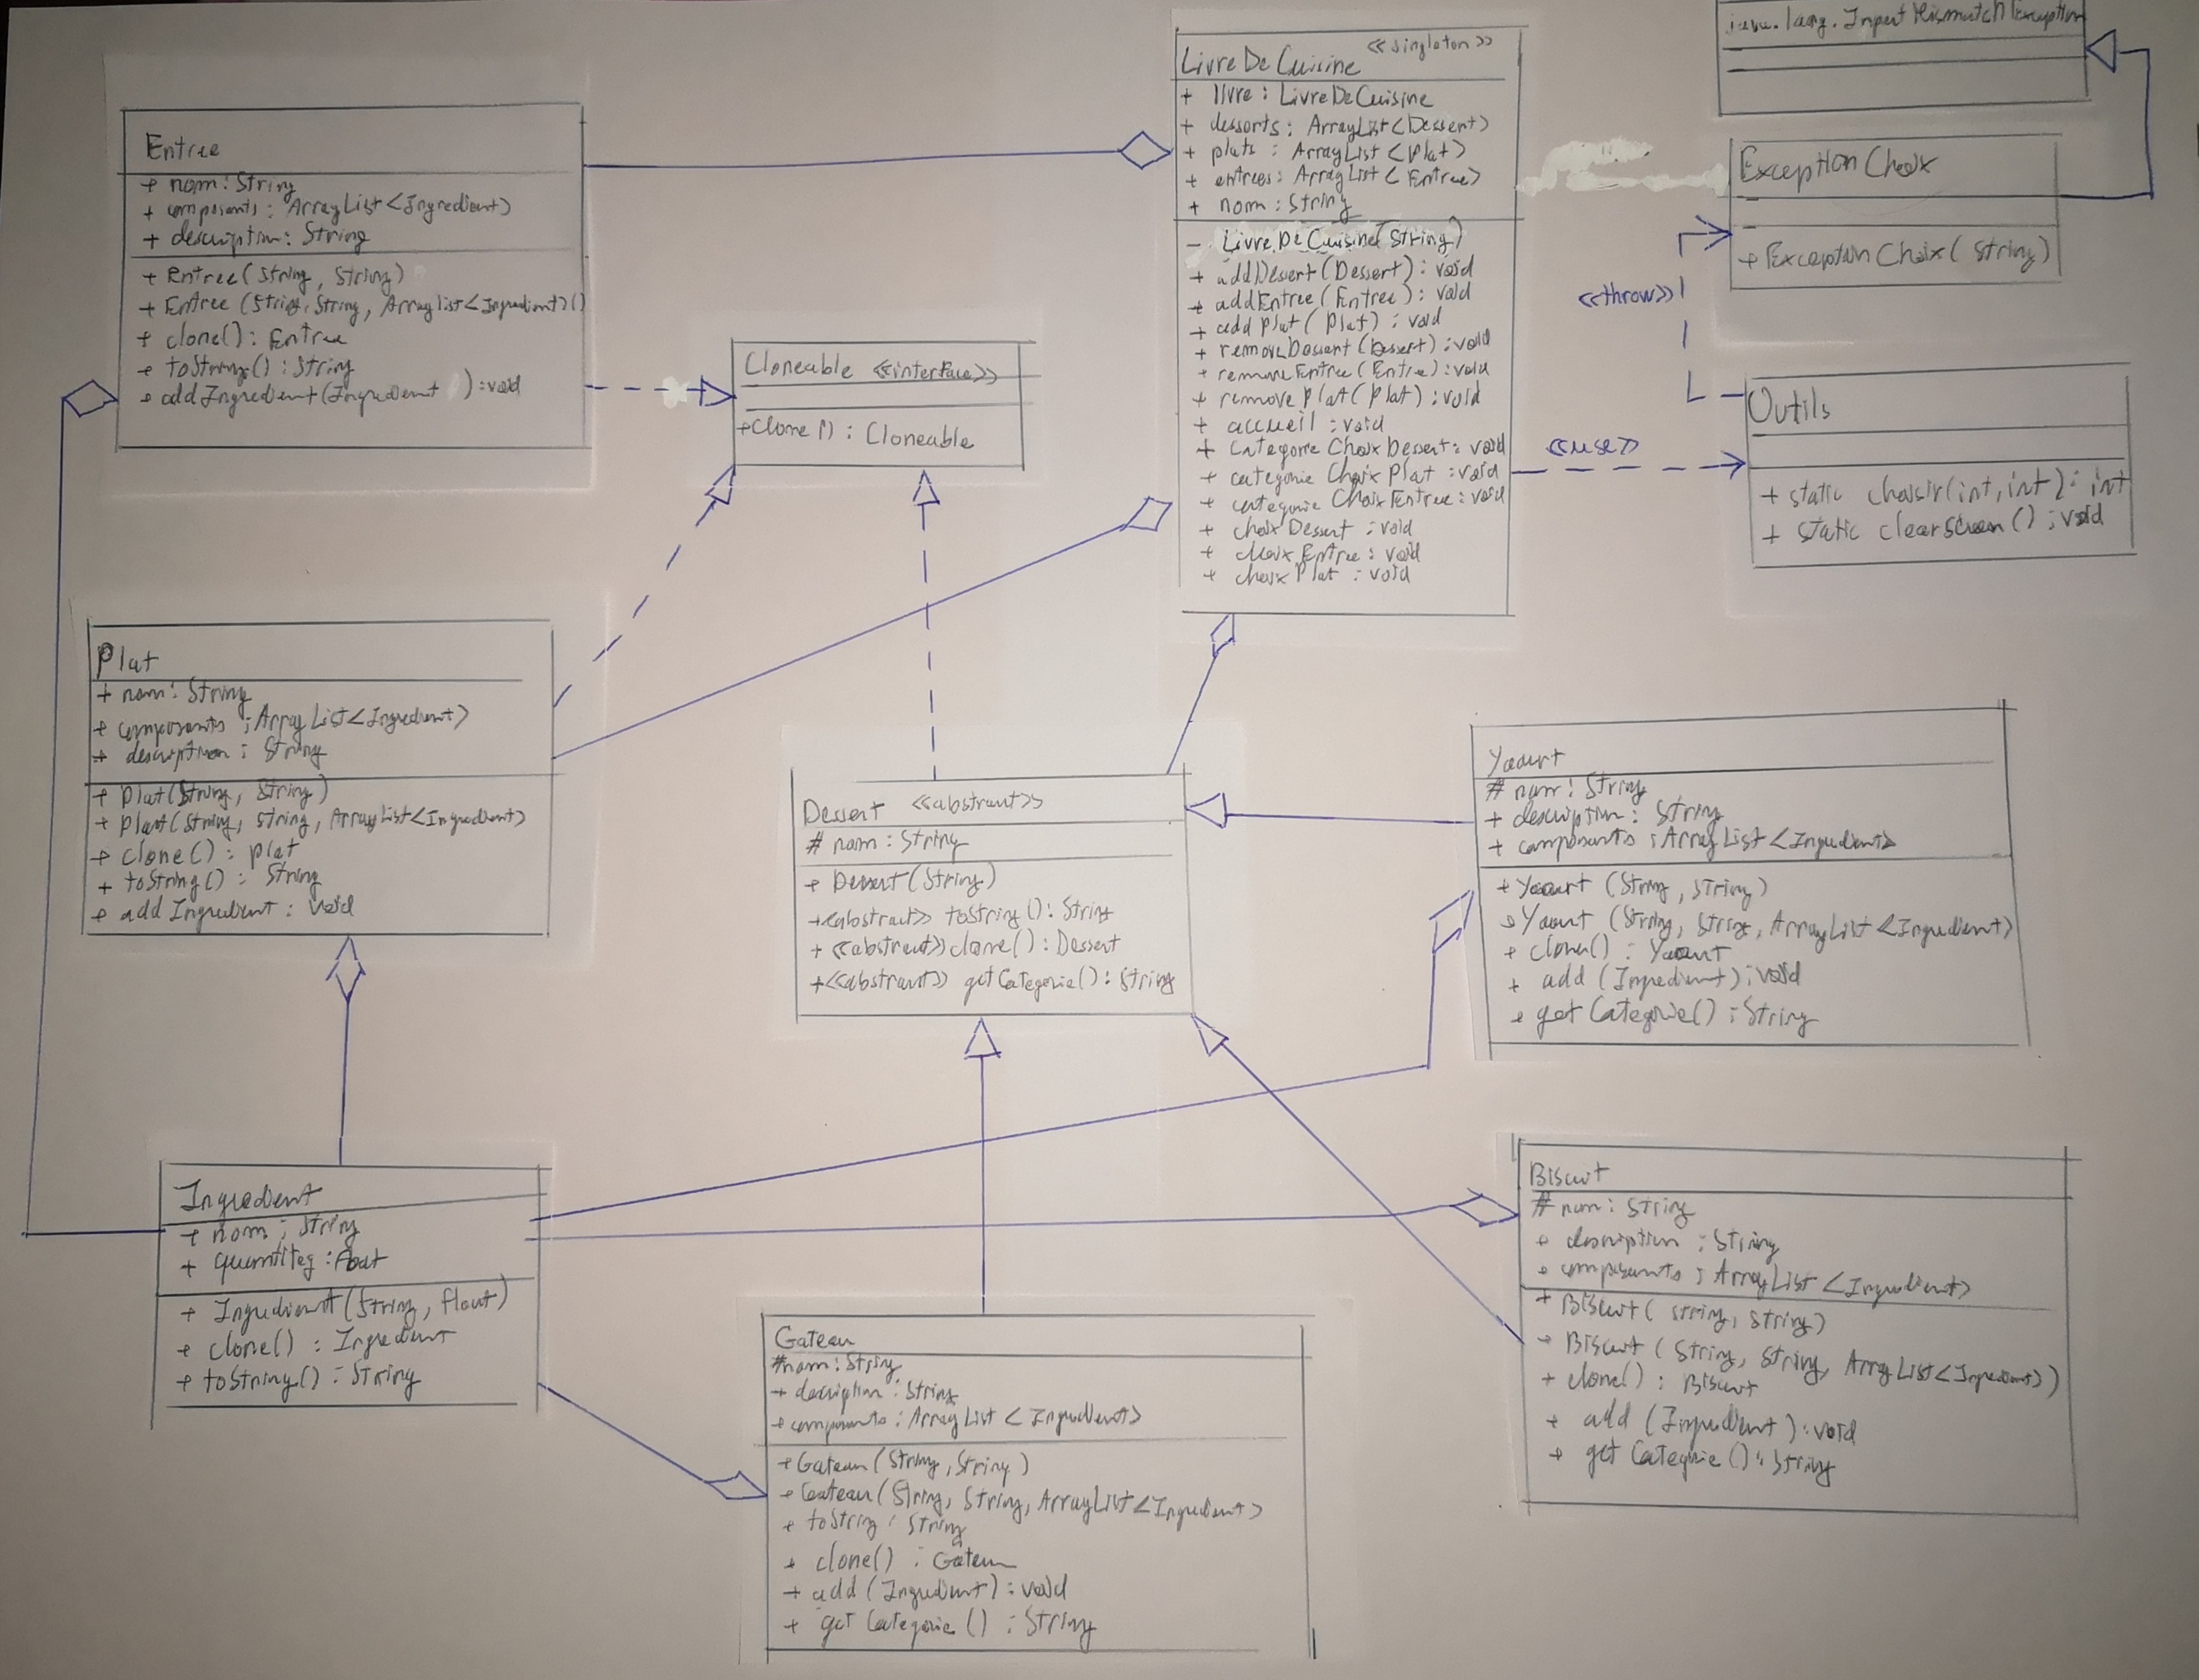 java.lang.InputMismatchException
<<singleton>>
LivreDeCuisine
+ livre : LivreDeCuisine
+ desserts : ArrayList<Dessert>
+ plats : ArrayList<Plat>
+ entrees : ArrayList<Entree>
+ nom : String
- LivreDeCuisine(String)
+ addDessert(Dessert) : void
+ addEntree(Entree) : void
+ addPlat(Plat) : void
+ removeDessert(Dessert) : void
+ removeEntree(Entree) : void
+ removePlat(Plat) : void
+ accueil : void
+ categorieChoixDessert : void
+ categorieChoixPlat : void
+ categorieChoixEntree : void
+ choixDessert : void
+ choixEntree : void
+ choixPlat : void
Entree
+ nom : String
+ composants : ArrayList<Ingredient>
+ description : String
+ Entree(String, String)
+ Entree(String, String, ArrayList<Ingredient>)()
+ clone() : Entree
+ toString() : String
+ addIngredient(Ingredient ) : void
Cloneable <<interface>>
+ clone() : Cloneable
ExceptionChoix
+ ExceptionChoix(String)
<<throw>>
<<use>>
Outils
+ static choisir(int, int) : int
+ static clearScreen() : void
Plat
+ nom : String
+ composants : ArrayList<Ingredient>
+ description : String
+ Plat(String, String)
+ Plat(String, String, ArrayList<Ingredient>
+ clone() : Plat
+ toString() : String
+ addIngredient : void
Dessert <<abstract>>
# nom : String
+ Dessert(String)
+ <<abstract>> toString() : String
+ <<abstract>> clone() : Dessert
+ <<abstract>> getCategorie() : String
Yaourt
# nom : String
+ description : String
+ composants : ArrayList<Ingredient>
+ Yaourt (String, String)
+ Yaourt (String, String, ArrayList<Ingredient>)
+ clone() : Yaourt
+ add (Ingredient) : void
+ getCategorie() : String
Ingredient
+ nom : String
+ quantiteg : float
+ Ingredient(String, float)
+ clone() : Ingredient
+ toString() : String
Gateau
# nom : String
+ description : String
+ composants : ArrayList<Ingredient>
+ Gateau(String, String)
+ Gateau(String, String, ArrayList<Ingredient>
+ toString : String
+ clone() : Gateau
+ add (Ingredient) : void
+ getCategorie() : String
Biscuit
# nom : String
+ description : String
+ composants : ArrayList<Ingredient>
+ Biscuit( String, String)
+ Biscuit( String, String, ArrayList<Ingredient>)
+ clone() : Biscuit
+ add (Ingredient) : void
+ getCategorie() : String